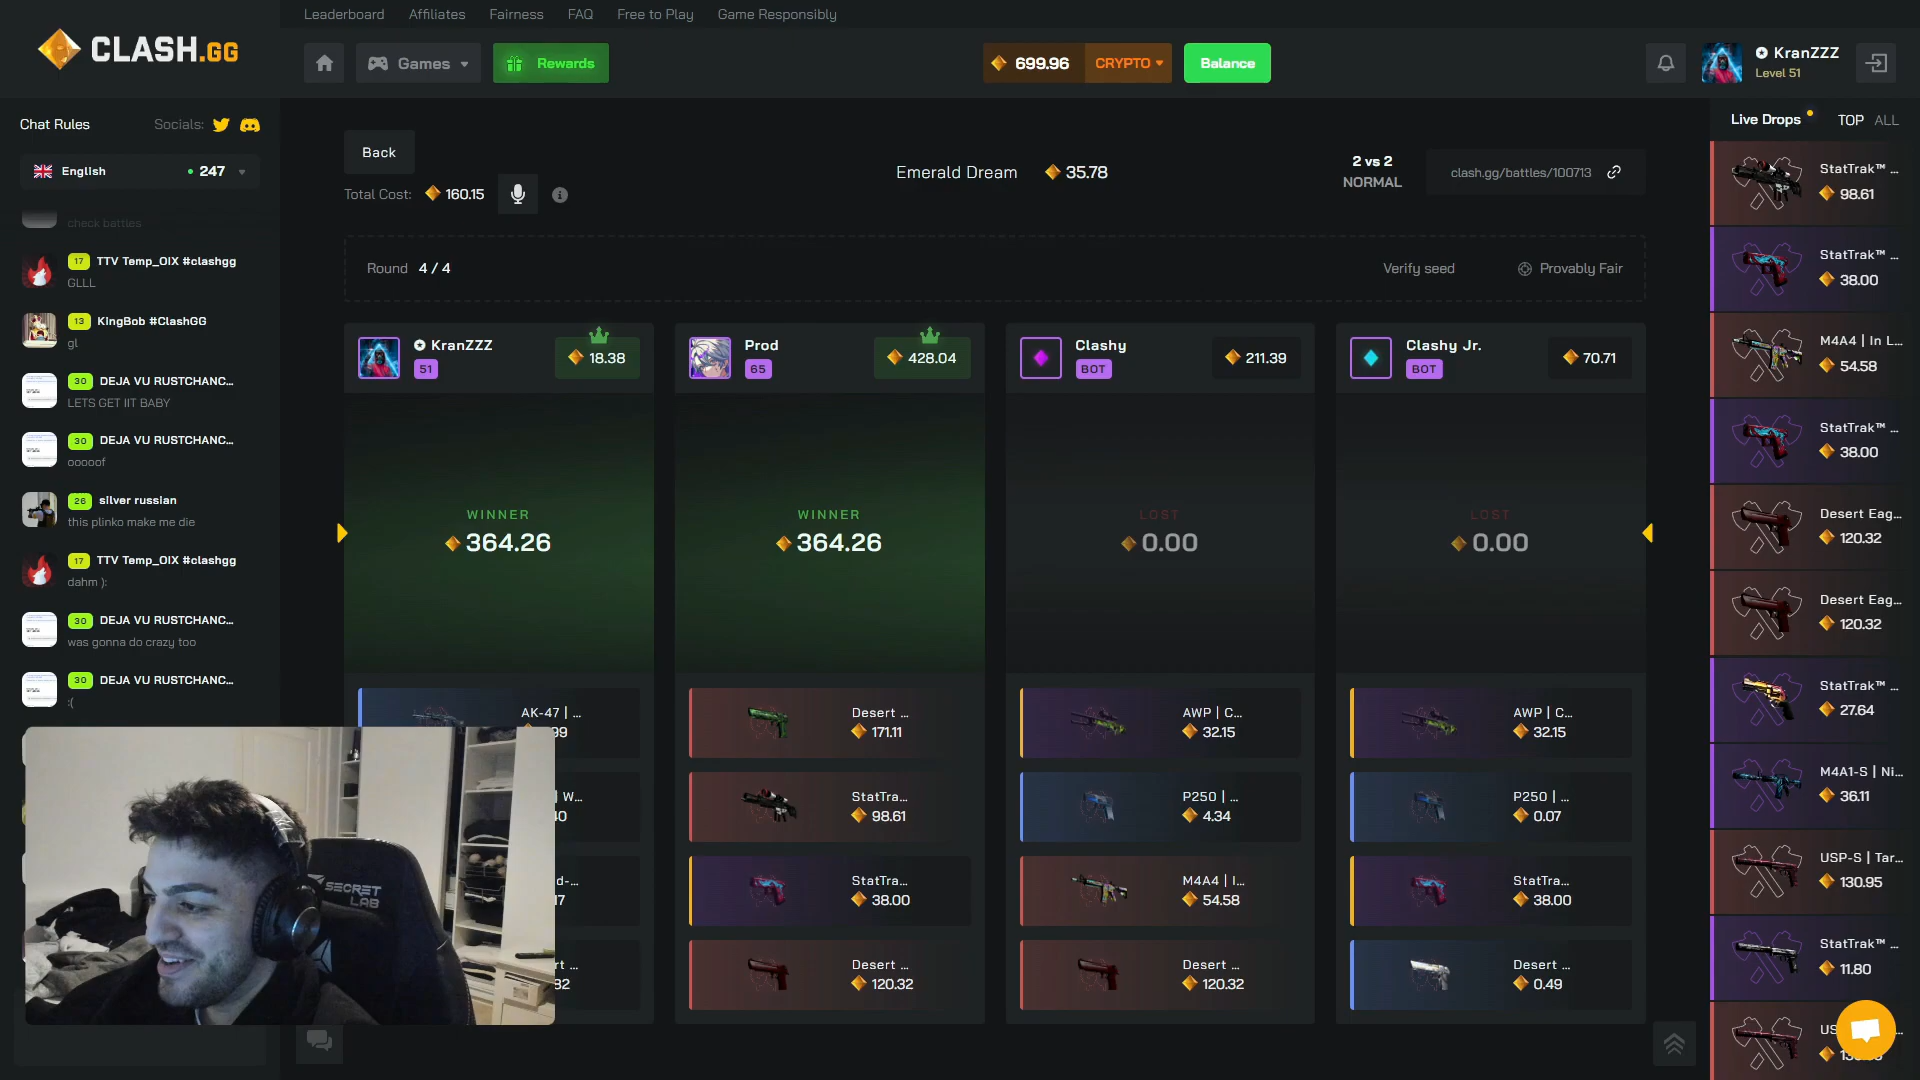 Leaderboard Affiliates Fairness FAQ Free to Play Game Responsibly
CLASH.GG
Games
Rewards
699.96 CRYPTO
Balance
KranZZZ
Level 51
Chat Rules
Socials:
English
247
check battles
17 TTV Temp_OIX #clashgg
GLLL
13 KingBob #ClashGG
gl
30 DEJA VU RUSTCHANC...
LETS GET IIT BABY
30 DEJA VU RUSTCHANC...
ooooof
26 silver russian
this plinko make me die
17 TTV Temp_OIX #clashgg
dahm ):
30 DEJA VU RUSTCHANC...
was gonna do crazy too
30 DEJA VU RUSTCHANC...
:(
SECRET
LAB
Back
Total Cost: 160.15
Emerald Dream 35.78
2 vs 2
NORMAL
clash.gg/battles/100713
Round 4 / 4
Verify seed
Provably Fair
KranZZZ
51
18.38
WINNER
364.26
AK-47 | ...
99
| W...
40
d-...
17
rt ...
82
Prod
65
428.04
WINNER
364.26
Desert ...
171.11
StatTra...
98.61
StatTra...
38.00
Desert ...
120.32
Clashy
BOT
211.39
LOST
0.00
AWP | C...
32.15
P250 | ...
4.34
M4A4 | I...
54.58
Desert ...
120.32
Clashy Jr.
BOT
70.71
LOST
0.00
AWP | C...
32.15
P250 | ...
0.07
StatTra...
38.00
Desert ...
0.49
Live Drops TOP ALL
StatTrak™ ...
98.61
StatTrak™ ...
38.00
M4A4 | In L...
54.58
StatTrak™ ...
38.00
Desert Eag...
120.32
Desert Eag...
120.32
StatTrak™ ...
27.64
M4A1-S | Ni...
36.11
USP-S | Tar...
130.95
StatTrak™ ...
11.80